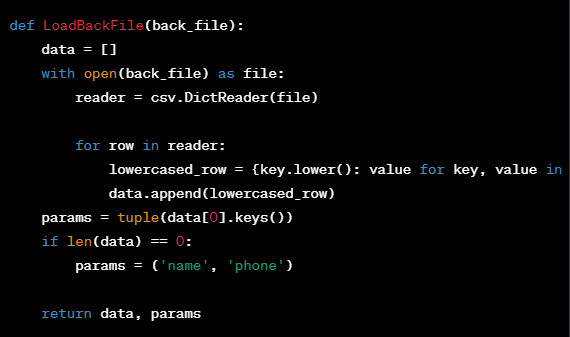 def LoadBackFile(back_file):
    data = []
    with open(back_file) as file:
        reader = csv.DictReader(file)

        for row in reader:
            lowercased_row = {key.lower(): value for key, value in
            data.append(lowercased_row)
    params = tuple(data[0].keys())
    if len(data) == 0:
        params = ('name', 'phone')

    return data, params